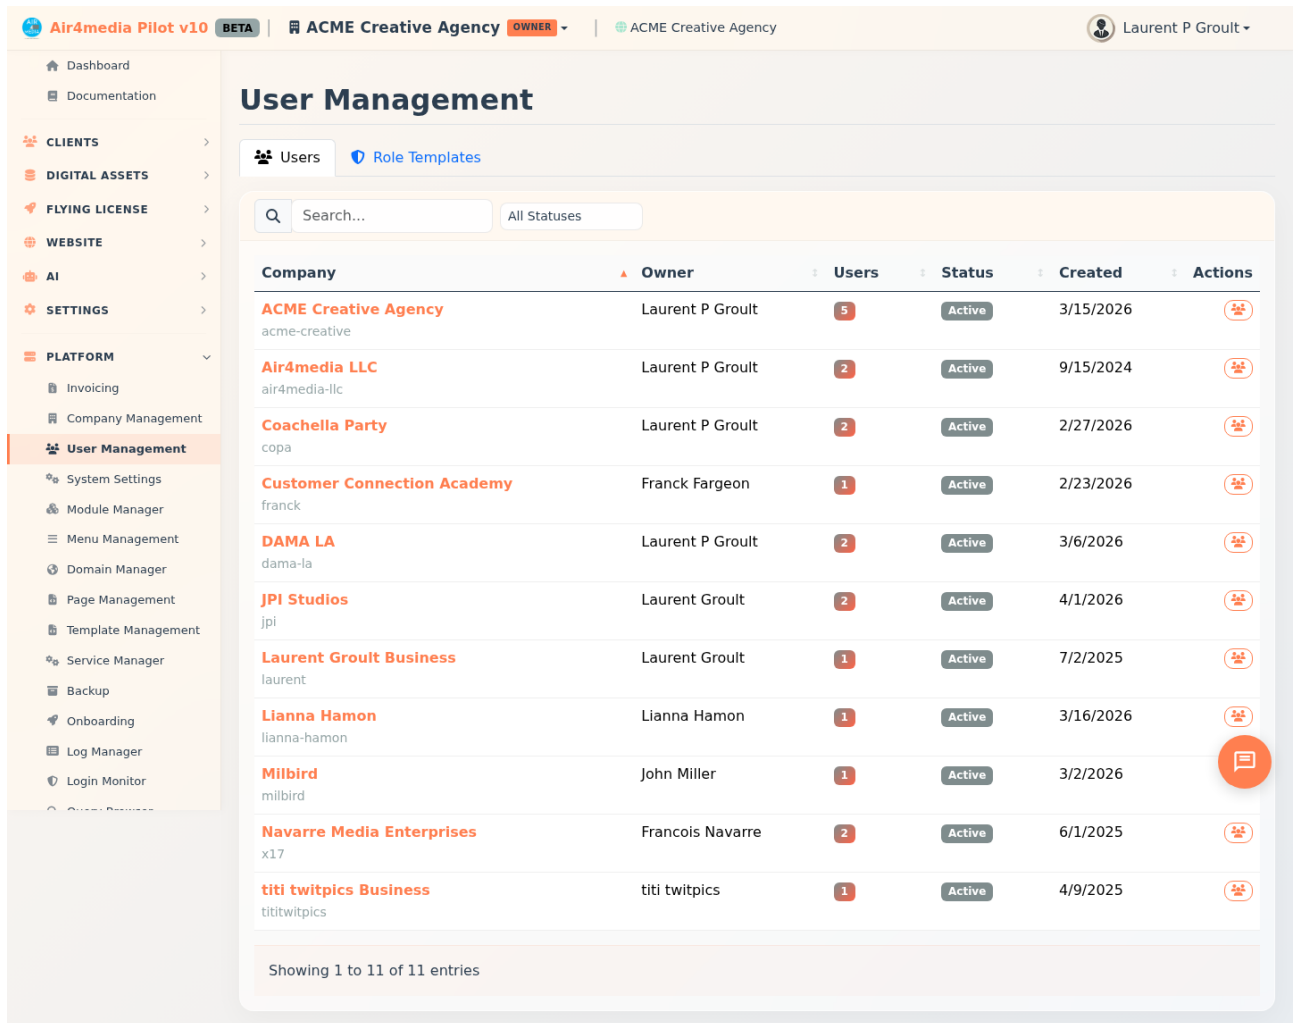 Air4media Pilot v10 BETA | ACME Creative Agency OWNER | ACME Creative Agency Laurent P Groult
Dashboard
Documentation
CLIENTS
DIGITAL ASSETS
FLYING LICENSE
WEBSITE
AI
SETTINGS
PLATFORM
Invoicing
Company Management
User Management
System Settings
Module Manager
Menu Management
Domain Manager
Page Management
Template Management
Service Manager
Backup
Onboarding
Log Manager
Login Monitor
Query Browser
User Management
Users Role Templates
Search... All Statuses
Company Owner Users Status Created Actions
ACME Creative Agency Laurent P Groult 5 Active 3/15/2026
acme-creative
Air4media LLC Laurent P Groult 2 Active 9/15/2024
air4media-llc
Coachella Party Laurent P Groult 2 Active 2/27/2026
copa
Customer Connection Academy Franck Fargeon 1 Active 2/23/2026
franck
DAMA LA Laurent P Groult 2 Active 3/6/2026
dama-la
JPI Studios Laurent Groult 2 Active 4/1/2026
jpi
Laurent Groult Business Laurent Groult 1 Active 7/2/2025
laurent
Lianna Hamon Lianna Hamon 1 Active 3/16/2026
lianna-hamon
Milbird John Miller 1 Active 3/2/2026
milbird
Navarre Media Enterprises Francois Navarre 2 Active 6/1/2025
x17
titi twitpics Business titi twitpics 1 Active 4/9/2025
tititwitpics
Showing 1 to 11 of 11 entries